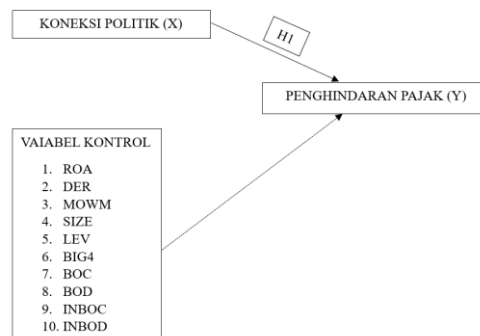 KONEKSI POLITIK (X)
H1
PENGHINDARAN PAJAK (Y)
VAIABEL KONTROL
1. ROA
2. DER
3. MOWM
4. SIZE
5. LEV
6. BIG4
7. BOC
8. BOD
9. INBOC
10. INBOD